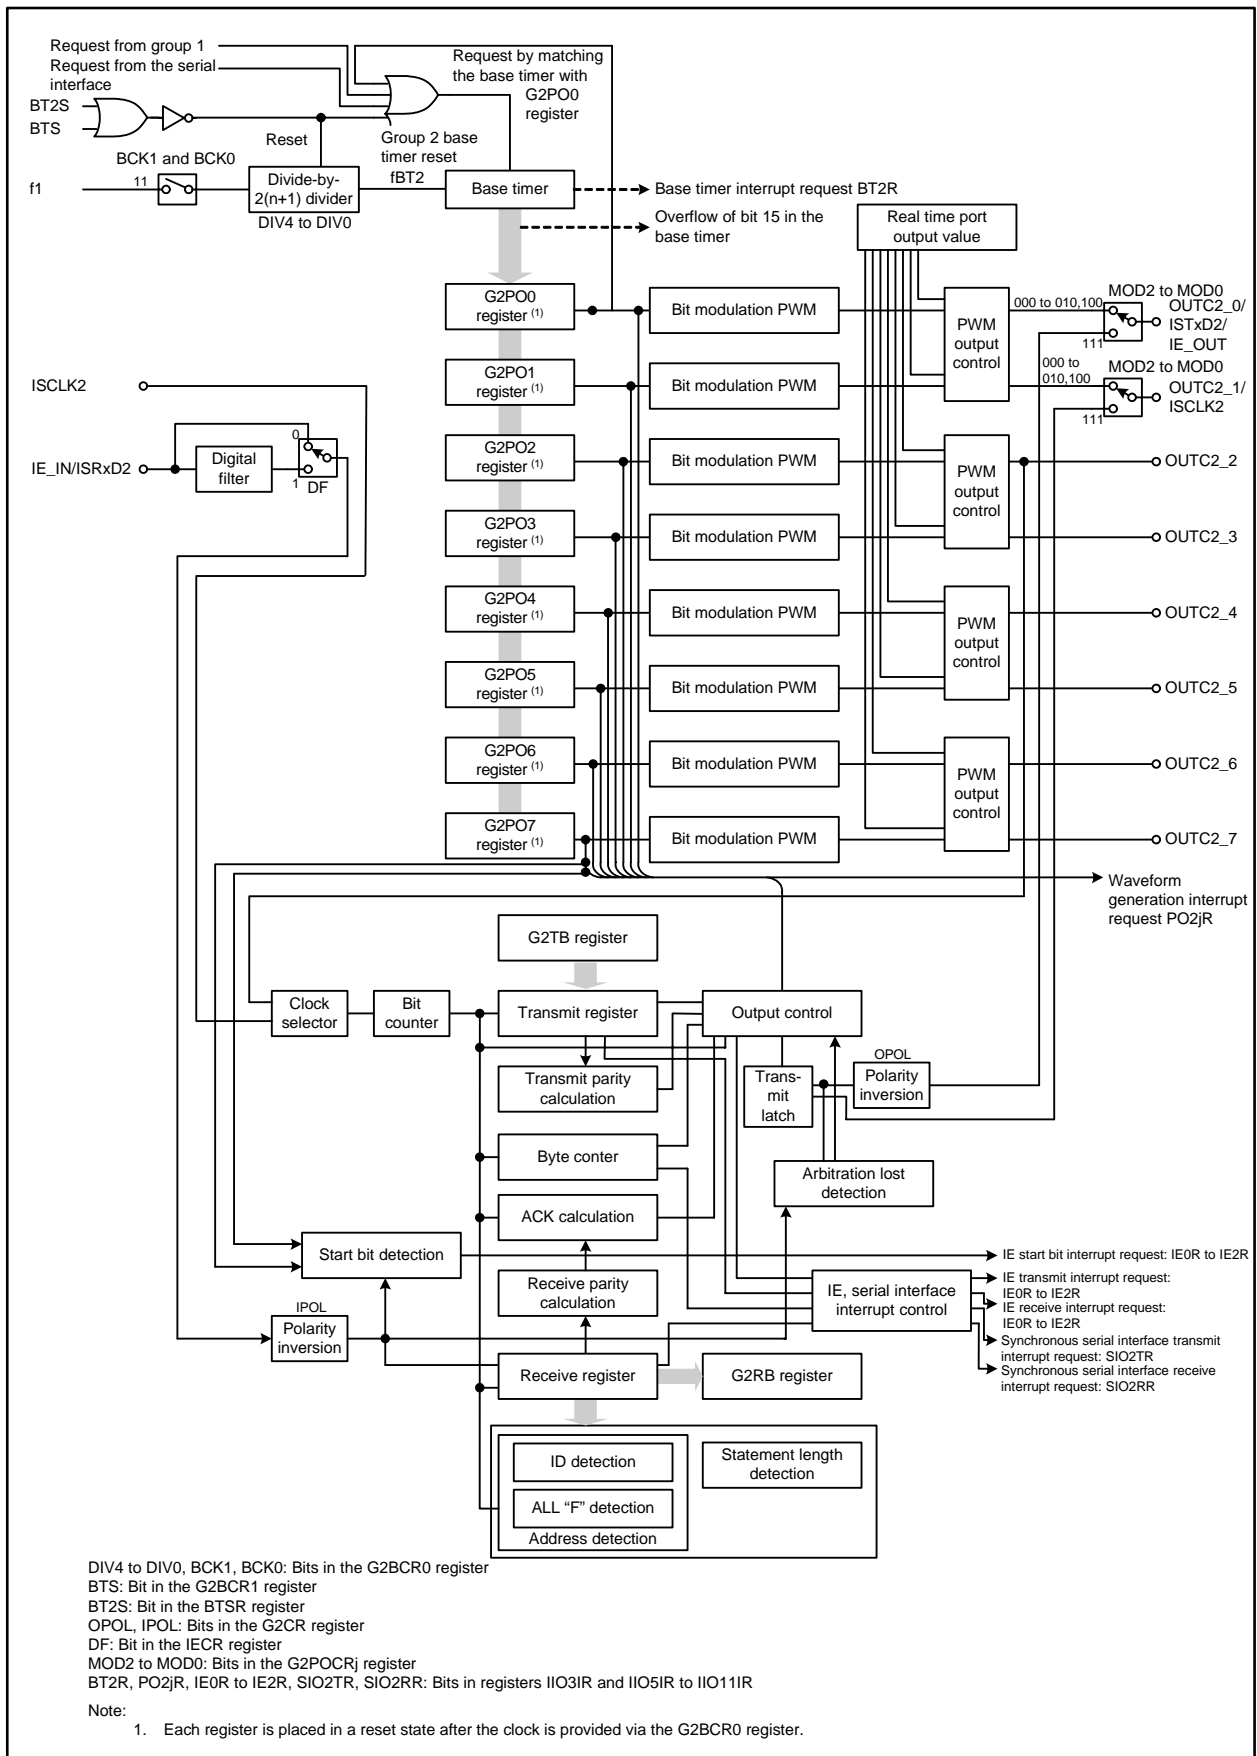 Request from group 1
Request from the serial
interface
BT2S
BTS
Request by matching
the base timer with
G2PO0
register
Reset
Group 2 base
timer reset
BCK1 and BCK0
f1
11
Divide-by-
2(n+1) divider
DIV4 to DIV0
fBT2
Base timer
Base timer interrupt request BT2R
Overflow of bit 15 in the
base timer
Real time port
output value
G2PO0
register (1)
Bit modulation PWM
G2PO1
register (1)
Bit modulation PWM
PWM
output
control
000 to 010,100
MOD2 to MOD0
OUTC2_0/
ISTxD2/
IE_OUT
111
000 to
010,100
MOD2 to MOD0
OUTC2_1/
ISCLK2
111
ISCLK2
IE_IN/ISRxD2
Digital
filter
0
1
DF
G2PO2
register (1)
Bit modulation PWM
G2PO3
register (1)
Bit modulation PWM
PWM
output
control
OUTC2_2
OUTC2_3
G2PO4
register (1)
Bit modulation PWM
G2PO5
register (1)
Bit modulation PWM
PWM
output
control
OUTC2_4
OUTC2_5
G2PO6
register (1)
Bit modulation PWM
G2PO7
register (1)
Bit modulation PWM
PWM
output
control
OUTC2_6
OUTC2_7
Waveform
generation interrupt
request PO2jR
G2TB register
Clock
selector
Bit
counter
Transmit register
Output control
Transmit parity
calculation
Trans-
mit
latch
OPOL
Polarity
inversion
Byte conter
Arbitration lost
detection
ACK calculation
Start bit detection
IE start bit interrupt request: IE0R to IE2R
Receive parity
calculation
IE, serial interface
interrupt control
IE transmit interrupt request:
IE0R to IE2R
IE receive interrupt request:
IE0R to IE2R
Synchronous serial interface transmit
interrupt request: SIO2TR
Synchronous serial interface receive
interrupt request: SIO2RR
IPOL
Polarity
inversion
Receive register
G2RB register
ID detection
ALL “F” detection
Address detection
Statement length
detection
DIV4 to DIV0, BCK1, BCK0: Bits in the G2BCR0 register
BTS: Bit in the G2BCR1 register
BT2S: Bit in the BTSR register
OPOL, IPOL: Bits in the G2CR register
DF: Bit in the IECR register
MOD2 to MOD0: Bits in the G2POCRj register
BT2R, PO2jR, IE0R to IE2R, SIO2TR, SIO2RR: Bits in registers IIO3IR and IIO5IR to IIO11IR
Note:
1. Each register is placed in a reset state after the clock is provided via the G2BCR0 register.